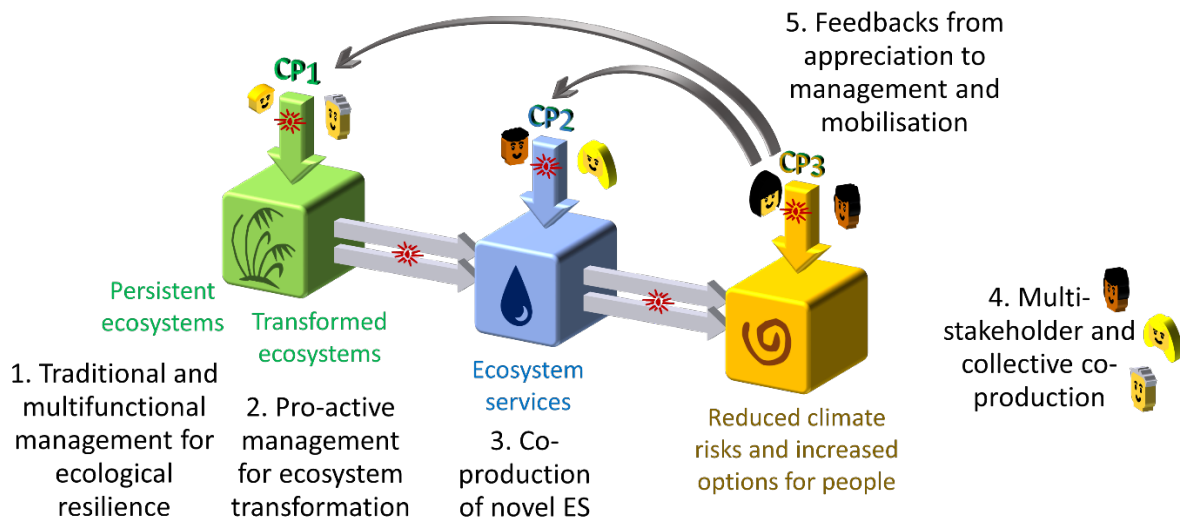 5. Feedbacks from
appreciation to
management and
mobilisation
CP1
CP2
CP3
Persistent
ecosystems
Transformed
ecosystems
Ecosystem
services
Reduced climate
risks and increased
options for people
1. Traditional and
multifunctional
management for
ecological
resilience
2. Pro-active
management
for ecosystem
transformation
3. Co-
production
of novel ES
4. Multi-
stakeholder and
collective co-
production